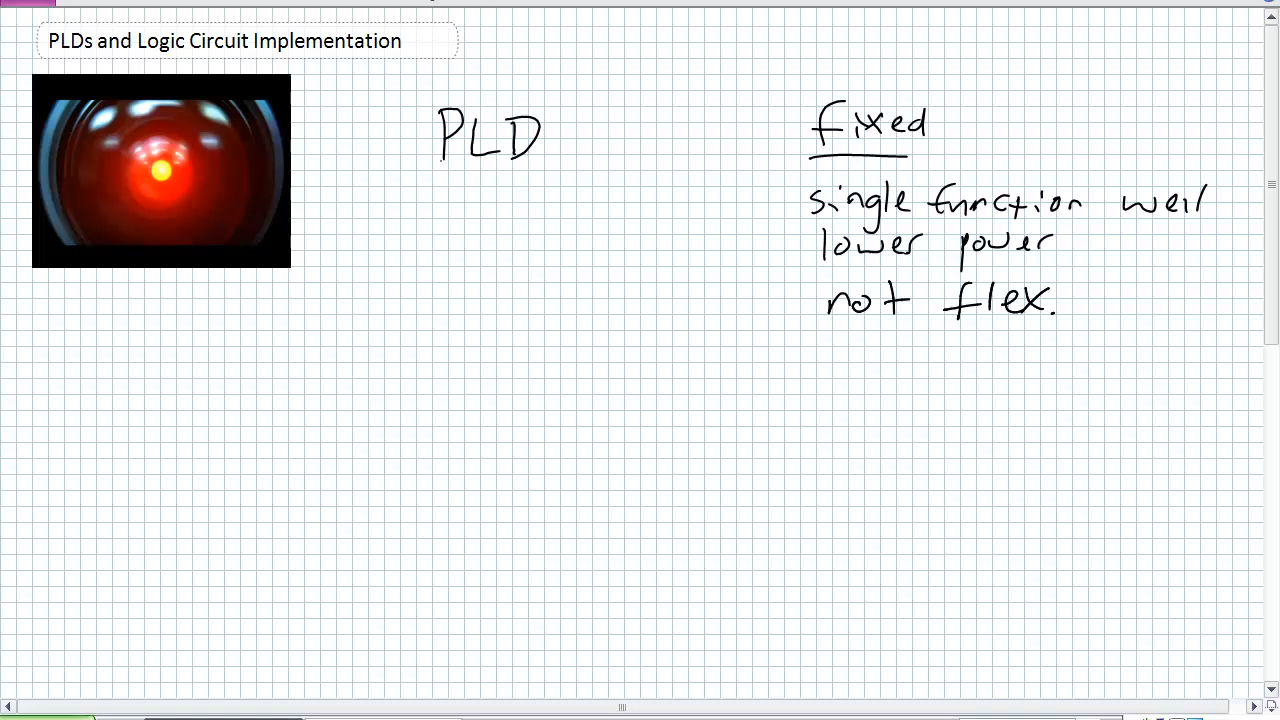 PLDs and Logic Circuit Implementation
PLD
fixed
single function well
lower power
not flex.